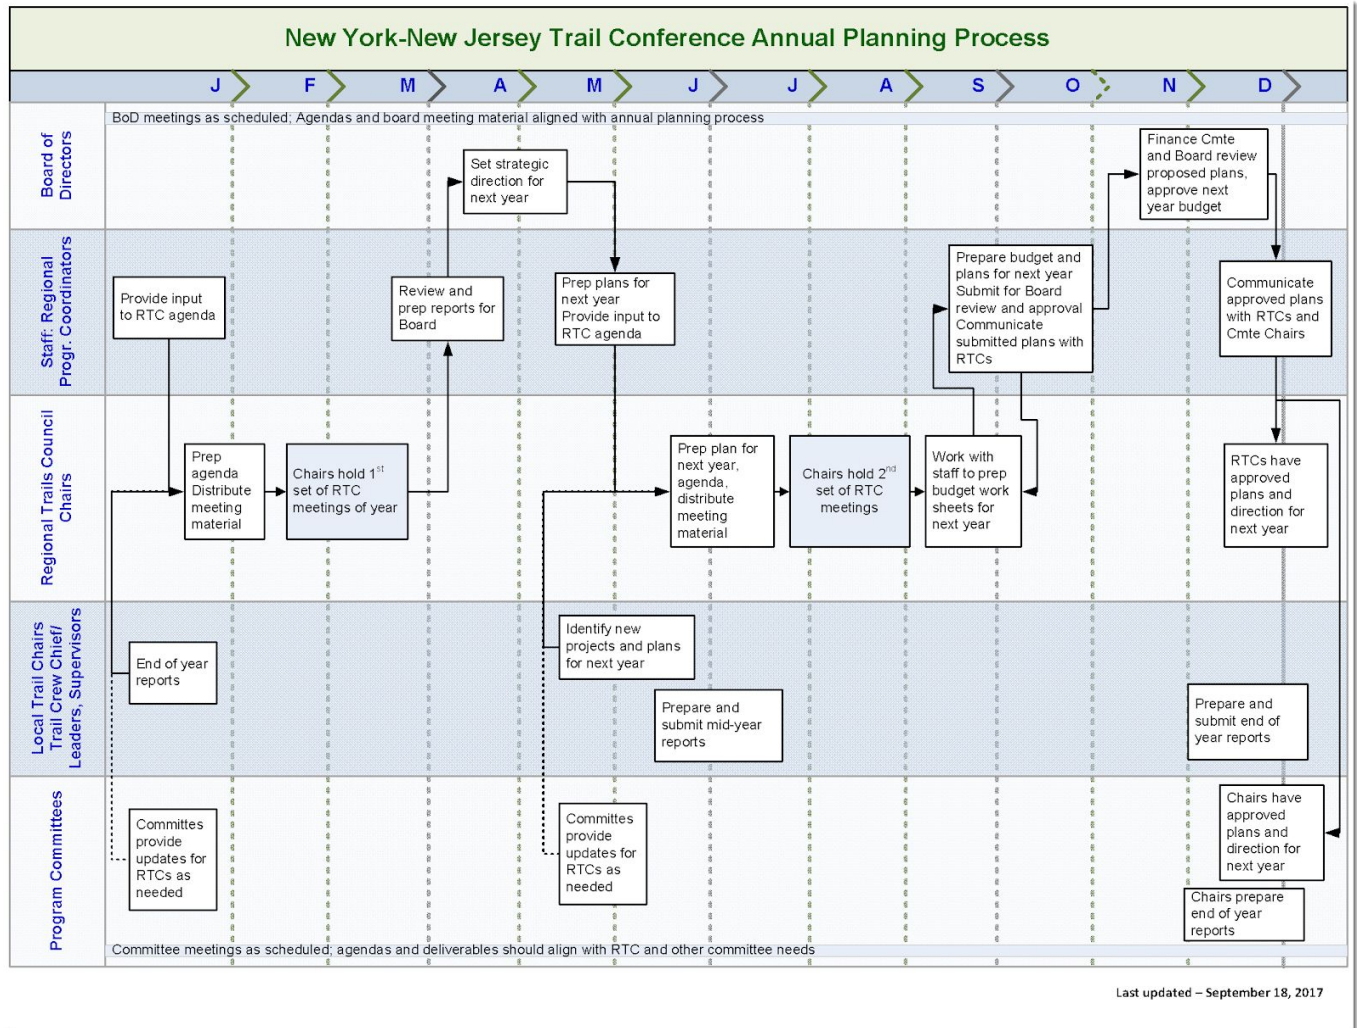 New York-New Jersey Trail Conference Annual Planning Process
J F M A M J J A S O N D
BoD meetings as scheduled; Agendas and board meeting material aligned with annual planning process
Board of
Directors
Set strategic
direction for
next year
Finance Cmte
and Board review
proposed plans,
approve next
year budget
Staff: Regional
Progr. Coordinators
Provide input
to RTC agenda
Review and
prep reports for
Board
Prep plans for
next year
Provide input to
RTC agenda
Prepare budget and
plans for next year
Submit for Board
review and approval
Communicate
submitted plans with
RTCs
Communicate
approved plans
with RTCs and
Cmte Chairs
Regional Trails Council
Chairs
Prep
agenda
Distribute
meeting
material
Chairs hold 1st
set of RTC
meetings of year
Prep plan for
next year,
agenda,
distribute
meeting
material
Chairs hold 2nd
set of RTC
meetings
Work with
staff to prep
budget work
sheets for
next year
RTCs have
approved
plans and
direction for
next year
Local Trail Chairs
Trail Crew Chief/
Leaders, Supervisors
End of year
reports
Identify new
projects and plans
for next year
Prepare and
submit mid-year
reports
Prepare and
submit end of
year reports
Program Committees
Committes
provide
updates for
RTCs as
needed
Committes
provide
updates for
RTCs as
needed
Chairs have
approved
plans and
direction for
next year
Chairs prepare
end of year
reports
Committee meetings as scheduled; agendas and deliverables should align with RTC and other committee needs
Last updated – September 18, 2017